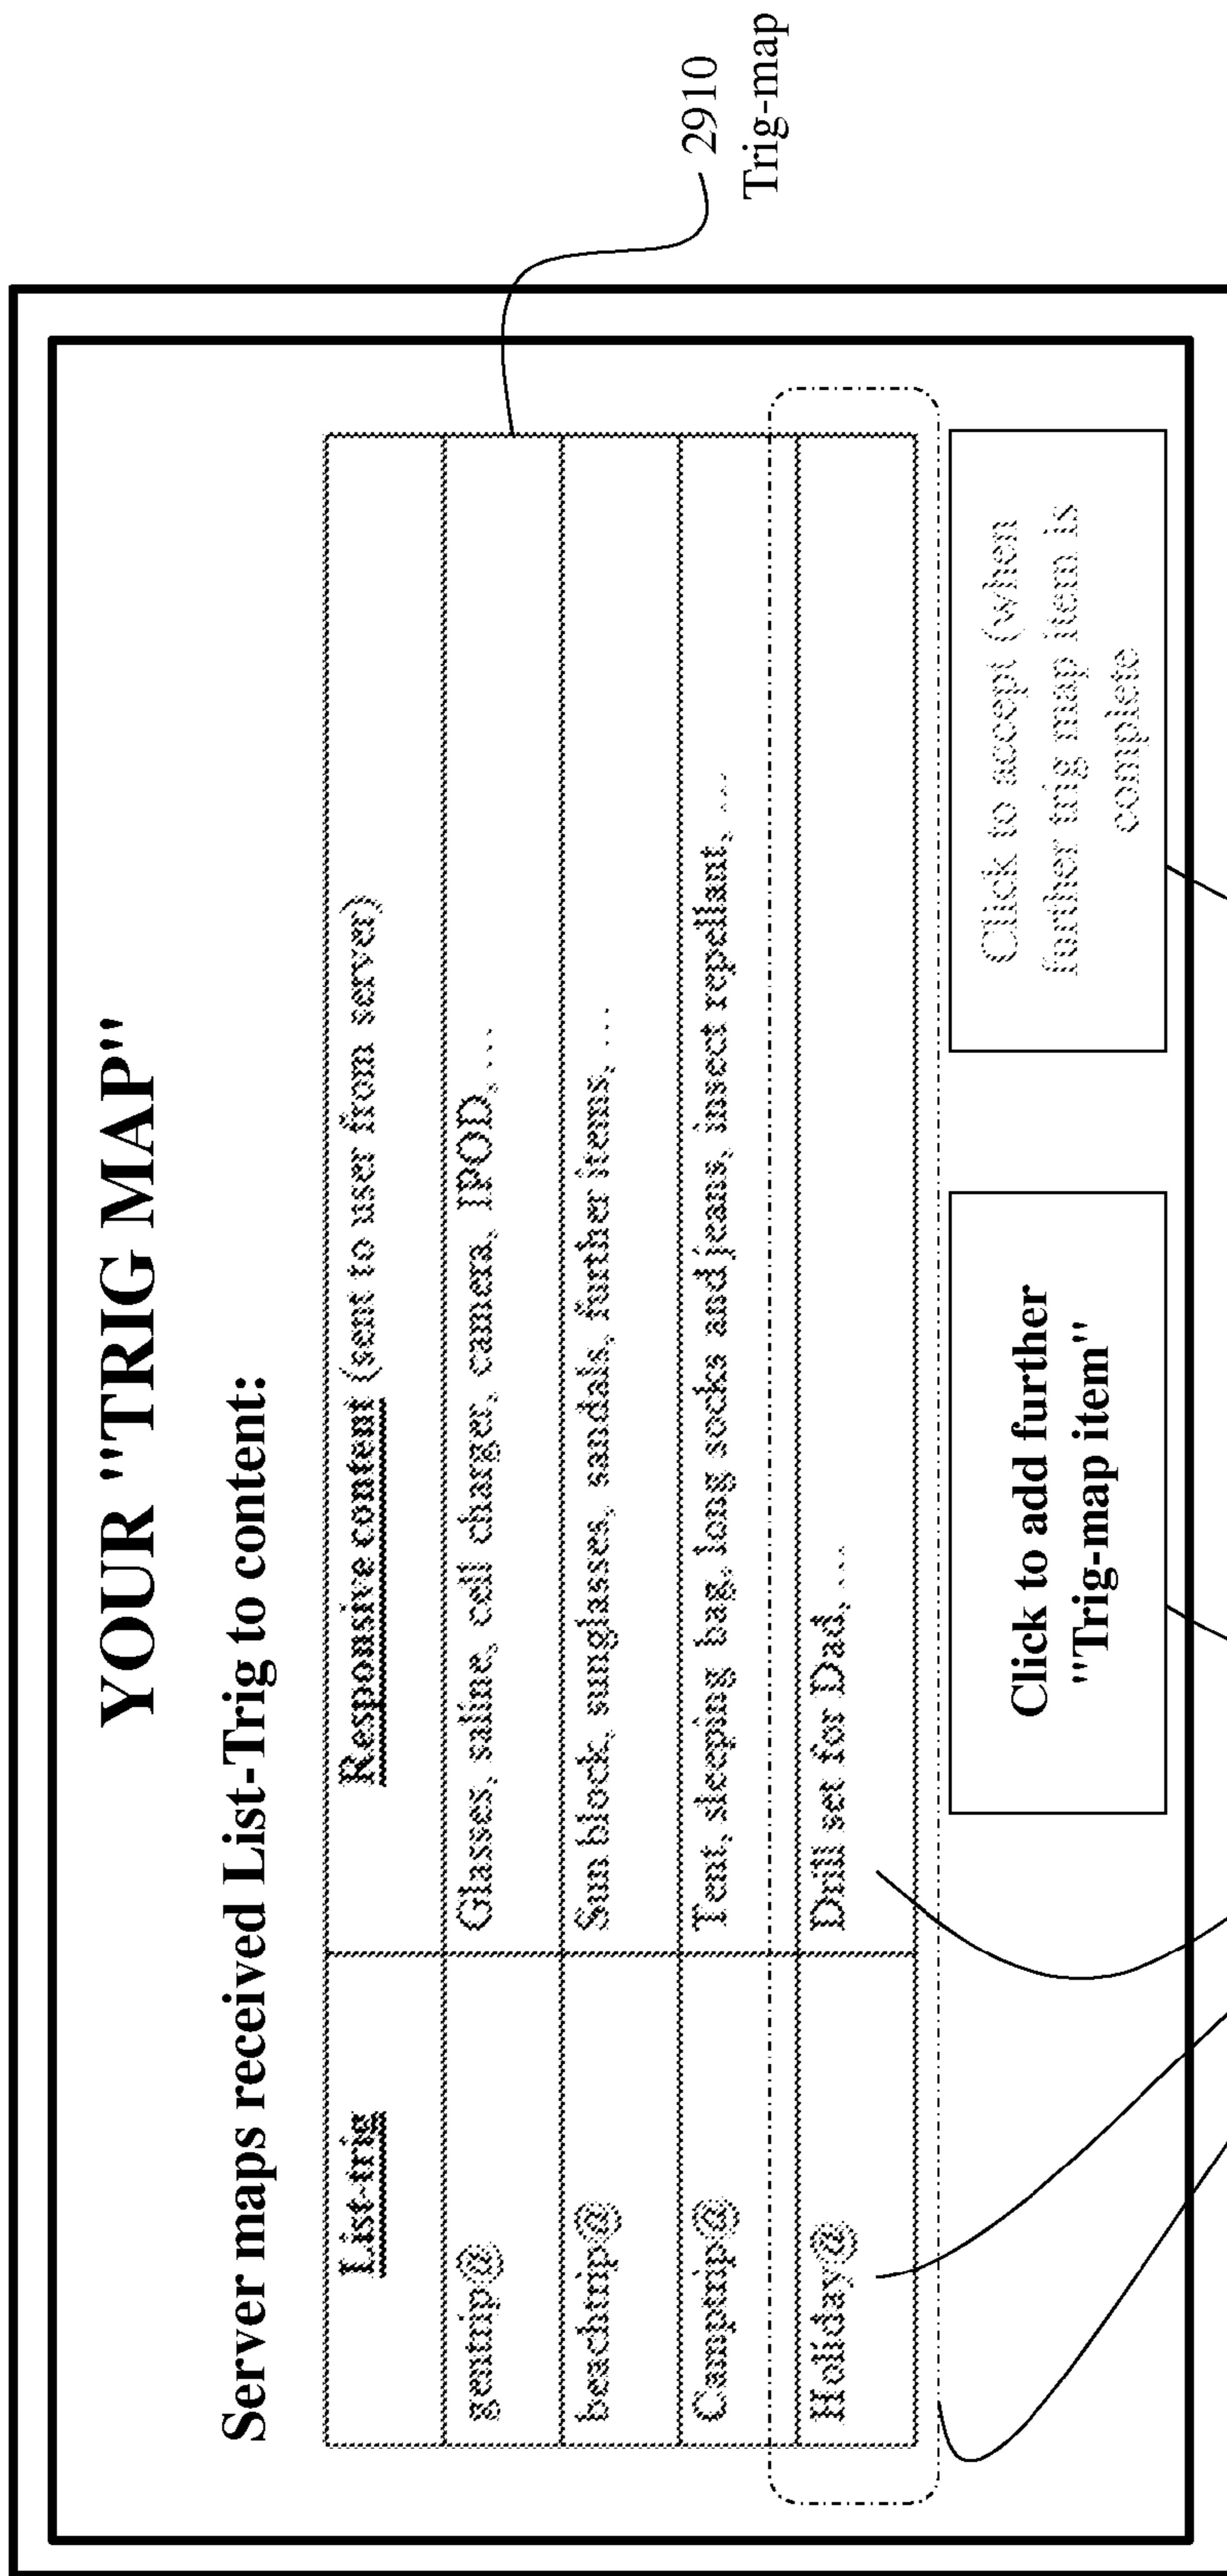 YOUR "TRIG MAP"
Server maps received List-Trig to content:
List-trig Responsive content (sent to user from server)
gentrip@ Glasses, saline, cell charger, camera, IPOD,...
beachtrip@ Sun block, sunglasses, sandals, further items, ...
Camptrip@ Tent, sleeping bag, long socks and jeans, insect repellant, ...
Holiday@ Drill set for Dad,...
Click to add further
"Trig-map item"
Click to accept (when
further trig map item is
complete
2910
Trig-map